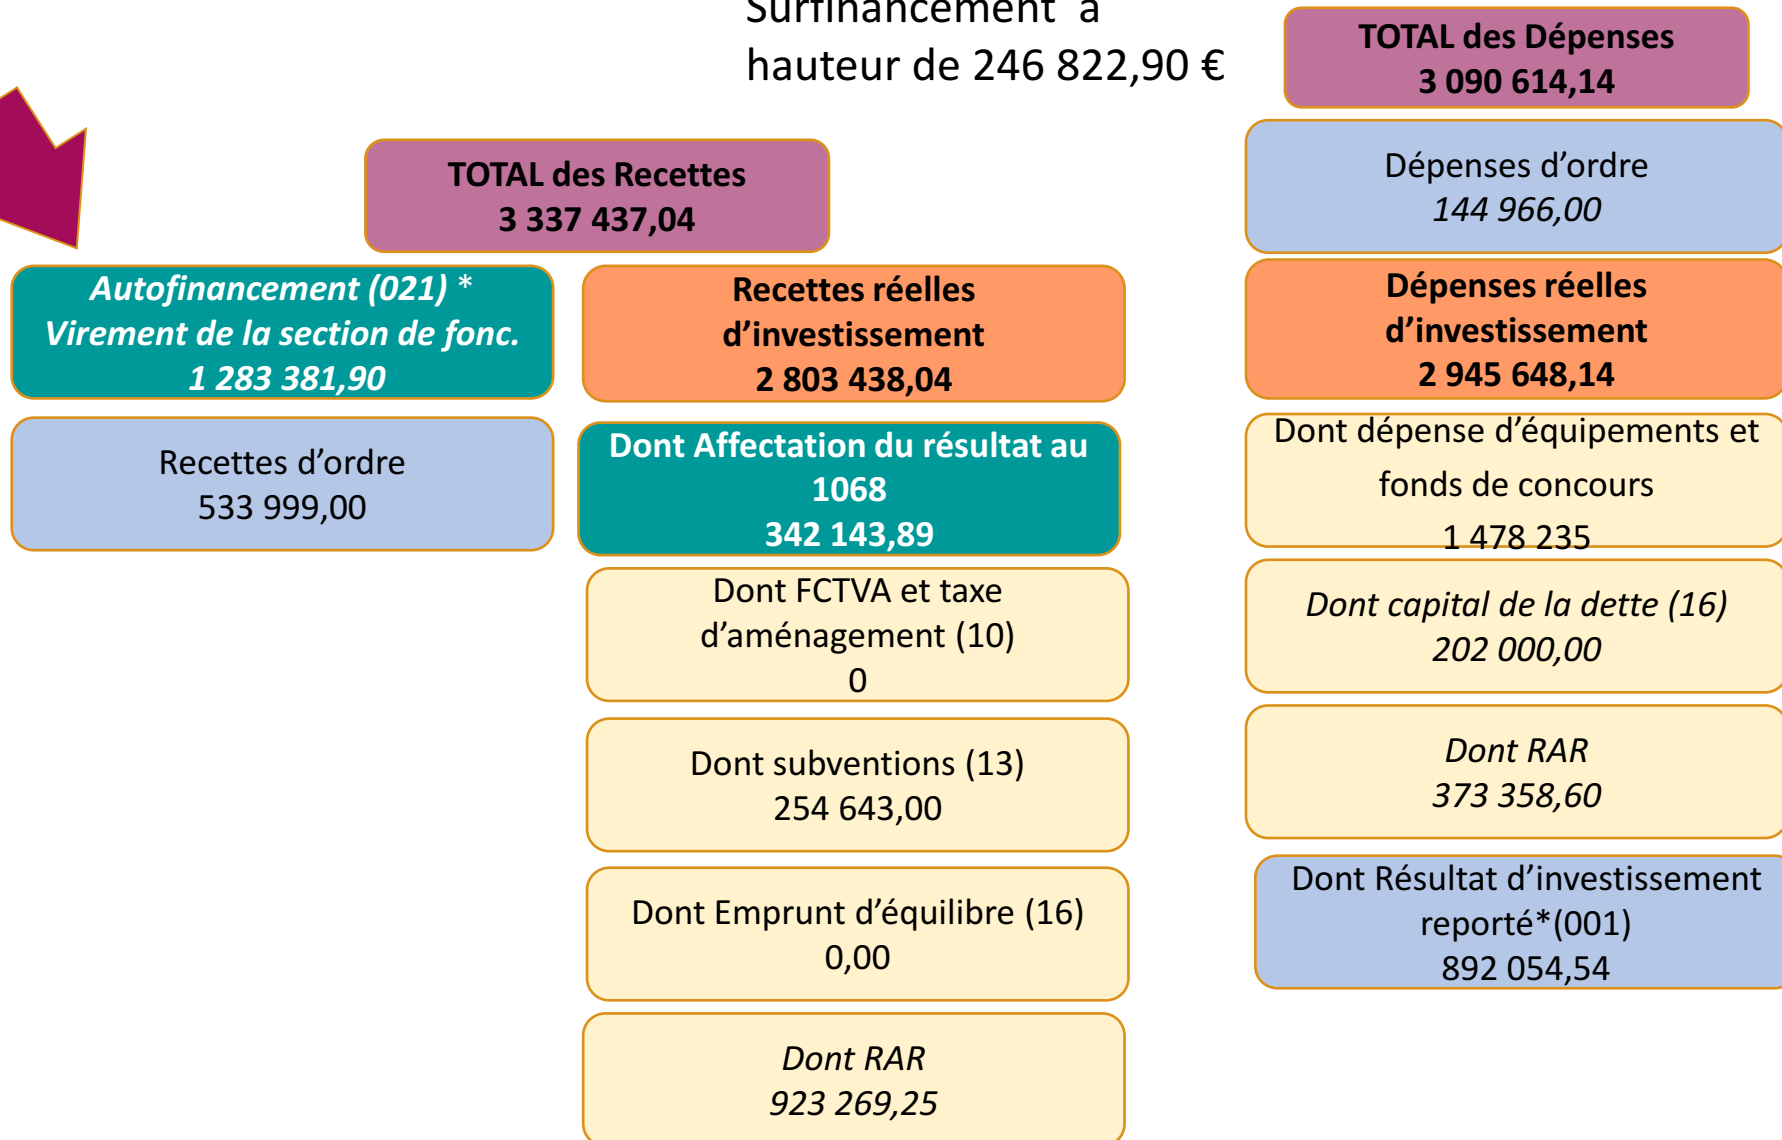 Surfinancement  à
hauteur de 246 822,90 €
TOTAL des Recettes
3 337 437,04
Autofinancement (021) *
Virement de la section de fonc.
1 283 381,90
Recettes d’ordre
533 999,00
Recettes réelles
d’investissement
2 803 438,04
Dont Affectation du résultat au
1068
342 143,89
Dont FCTVA et taxe
d’aménagement (10)
0
Dont subventions (13)
254 643,00
Dont Emprunt d’équilibre (16)
0,00
Dont RAR
923 269,25
TOTAL des Dépenses
3 090 614,14
Dépenses d’ordre
144 966,00
Dépenses réelles
d’investissement
2 945 648,14
Dont dépense d’équipements et
fonds de concours
1 478 235
Dont capital de la dette (16)
202 000,00
Dont RAR
373 358,60
Dont Résultat d’investissement
reporté*(001)
892 054,54